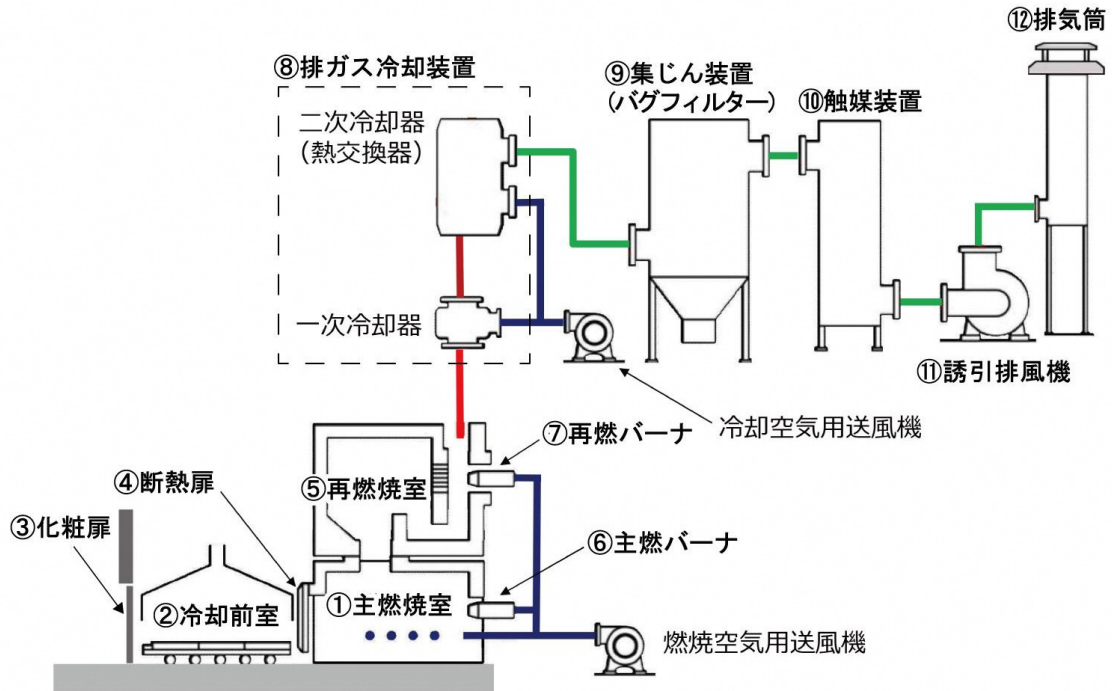 ⑫排気筒
⑧排ガス冷却装置
⑨集じん装置
(バグフィルター)
⑩触媒装置
二次冷却器
(熱交換器)
一次冷却器
⑪誘引排風機
冷却空気用送風機
⑦再燃バーナ
④断熱扉
⑤再燃焼室
③化粧扉
⑥主燃バーナ
②冷却前室
①主燃焼室
燃焼空気用送風機